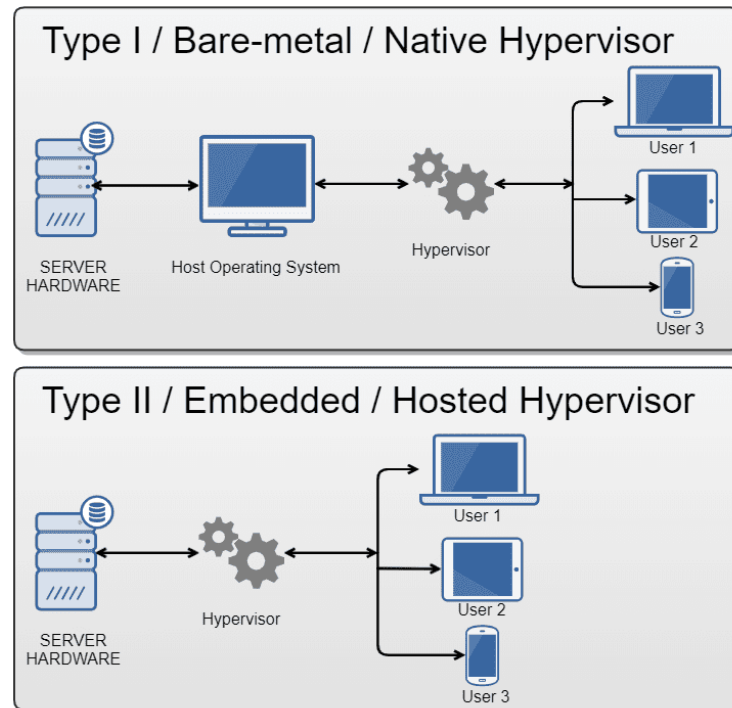 Type I / Bare-metal / Native Hypervisor
User 1
User 2
User 3
Hypervisor
Host Operating System
SERVER
HARDWARE
Type II / Embedded / Hosted Hypervisor
User 1
User 2
User 3
Hypervisor
SERVER
HARDWARE